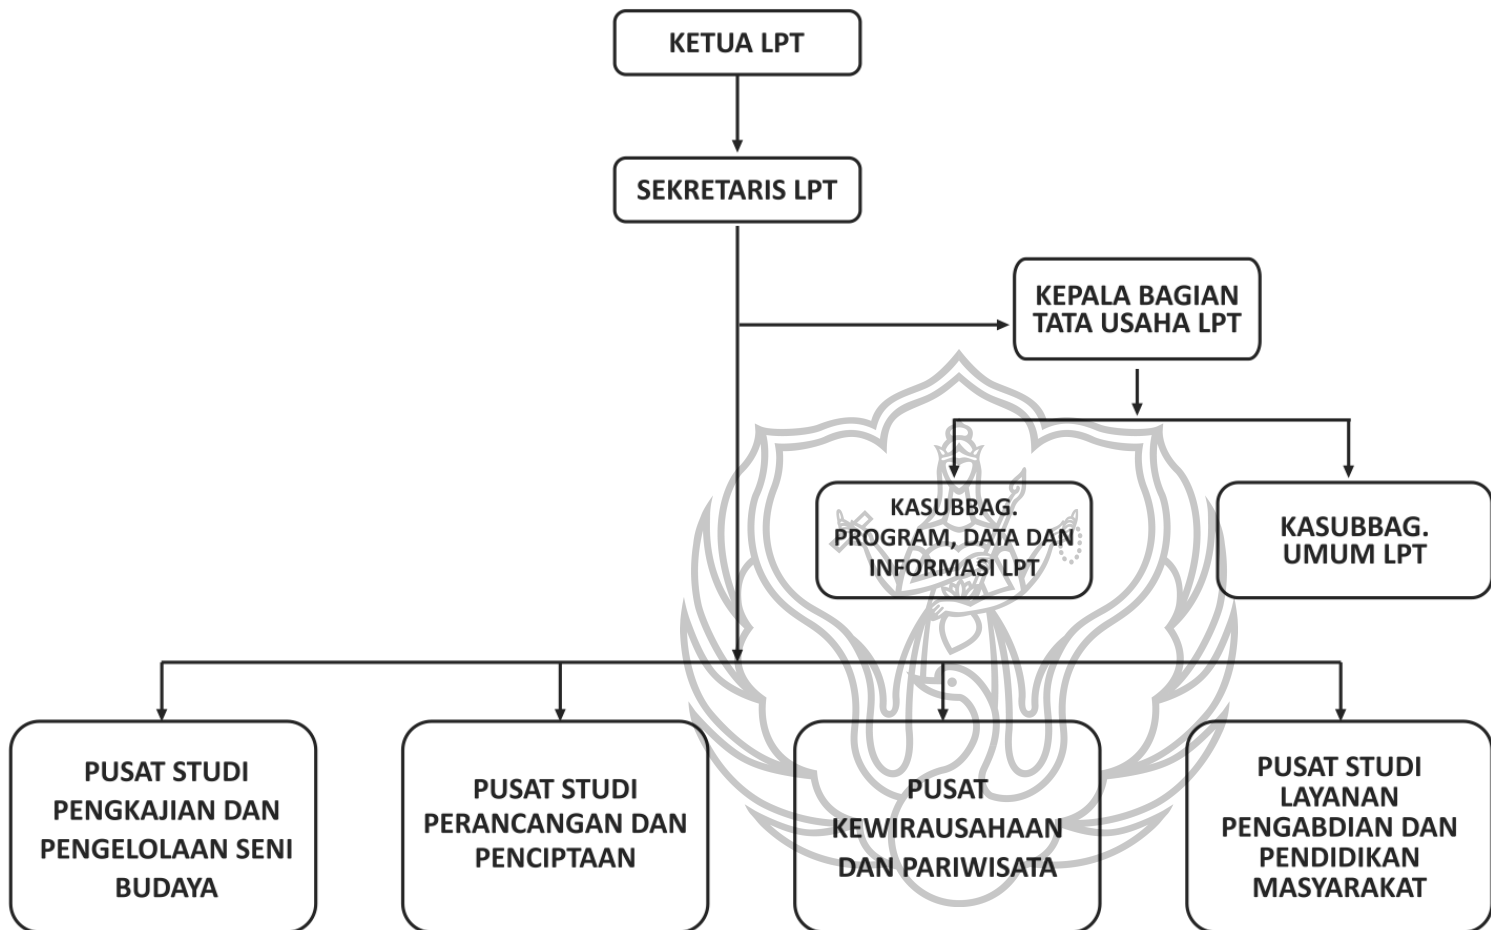 KETUA LPT
SEKRETARIS LPT
KEPALA BAGIAN
TATA USAHA LPT
KASUBBAG.
PROGRAM, DATA DAN
INFORMASI LPT
KASUBBAG.
UMUM LPT
PUSAT STUDI
PENGKAJIAN DAN
PENGELOLAAN SENI
BUDAYA
PUSAT STUDI
PERANCANGAN DAN
PENCIPTAAN
PUSAT
KEWIRAUSAHAAN
DAN PARIWISATA
PUSAT STUDI
LAYANAN
PENGABDIAN DAN
PENDIDIKAN
MASYARAKAT